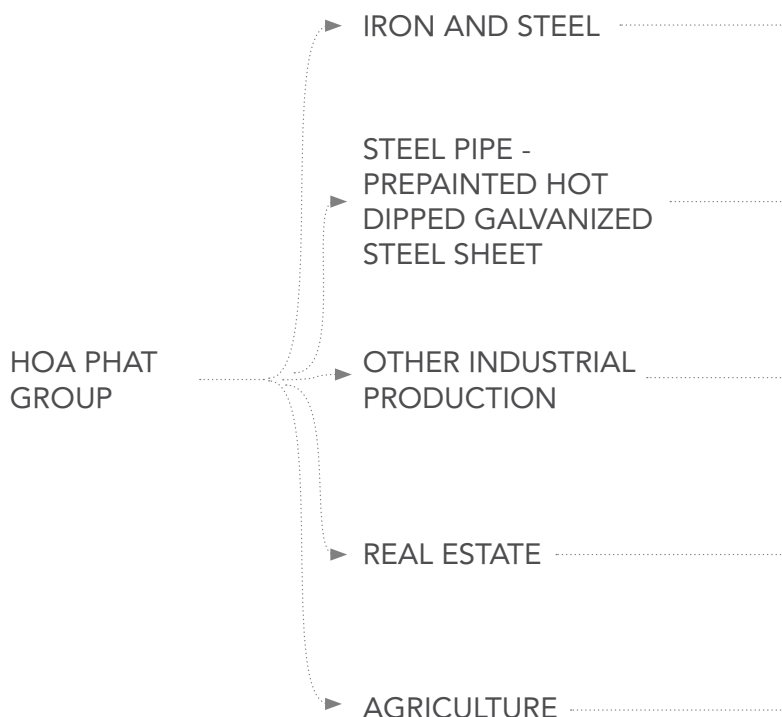 IRON AND STEEL
STEEL PIPE -
PREPAINTED HOT
DIPPED GALVANIZED
STEEL SHEET
HOA PHAT
GROUP
OTHER INDUSTRIAL
PRODUCTION
REAL ESTATE
AGRICULTURE